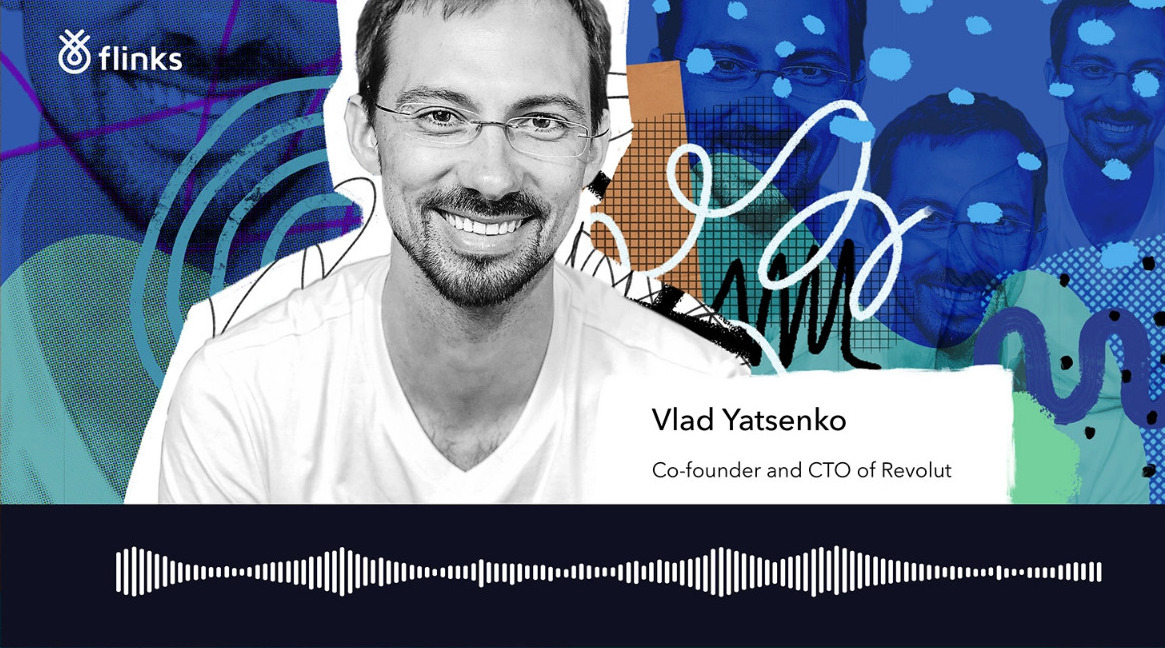 flinks
Vlad Yatsenko
Co-founder and CTO of Revolut